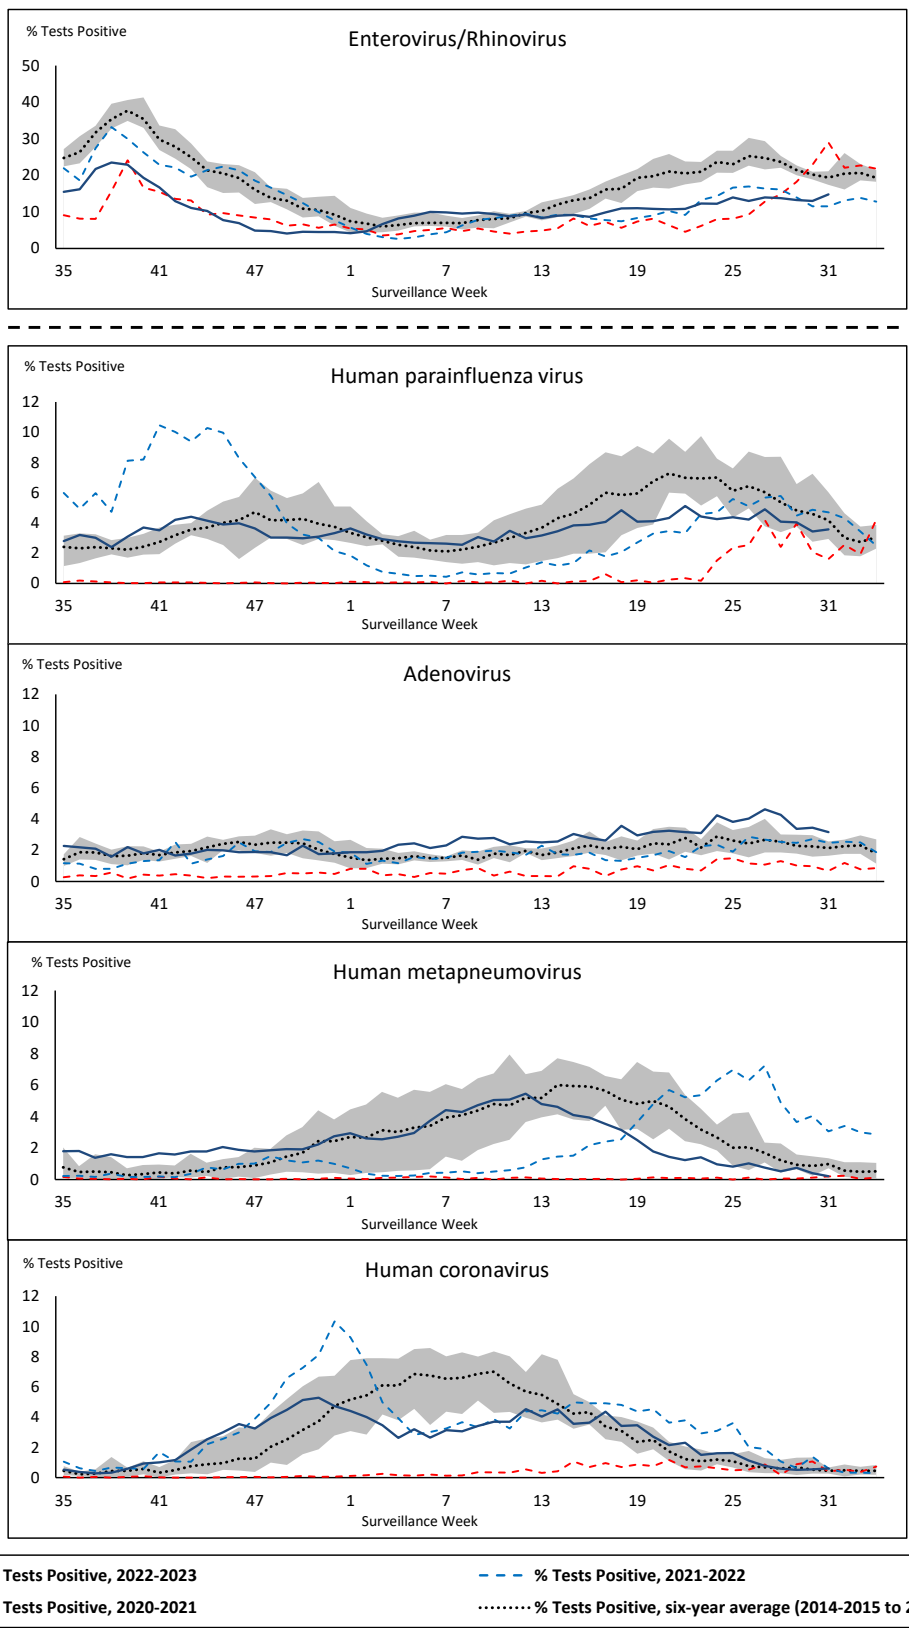 % Tests Positive
Enterovirus/Rhinovirus
50
40
30
20
10
0
35 41 47 1 7 13 19 25 31
Surveillance Week
% Tests Positive
Human parainfluenza virus
12
10
8
6
4
2
0
35 41 47 1 7 13 19 25 31
Surveillance Week
% Tests Positive
Adenovirus
12
10
8
6
4
2
0
35 41 47 1 7 13 19 25 31
Surveillance Week
% Tests Positive
Human metapneumovirus
12
10
8
6
4
2
0
35 41 47 1 7 13 19 25 31
Surveillance Week
% Tests Positive
Human coronavirus
12
10
8
6
4
2
0
35 41 47 1 7 13 19 25 31
Surveillance Week
Tests Positive, 2022-2023 % Tests Positive, 2021-2022
Tests Positive, 2020-2021 % Tests Positive, six-year average (2014-2015 to 2